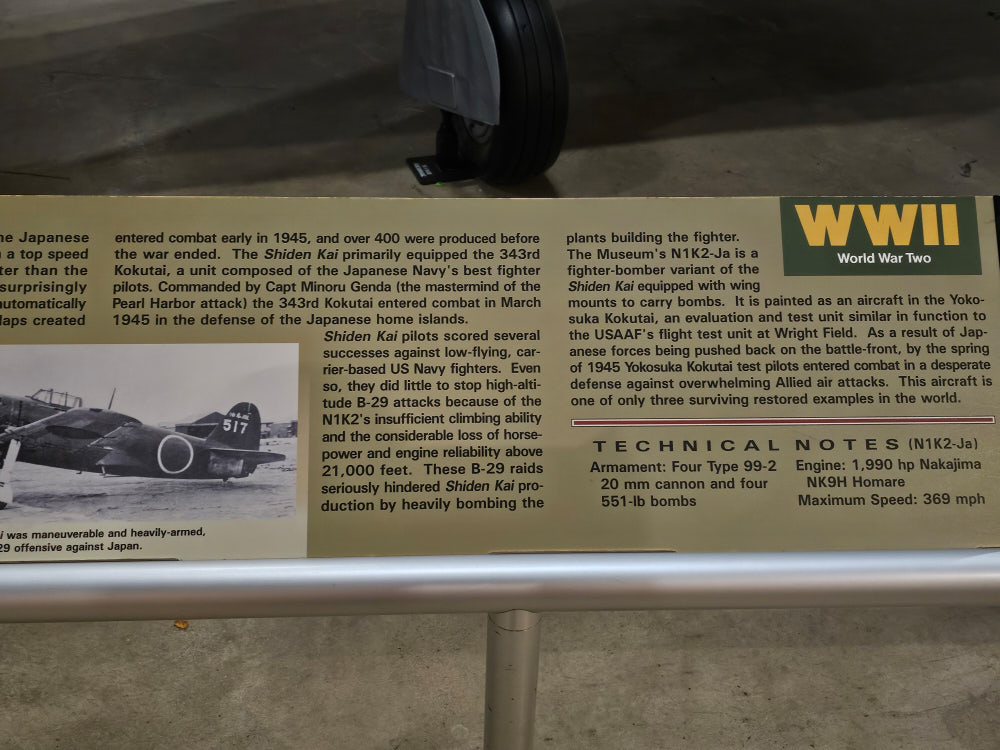 he Japanese
a top speed
ter than the
surprisingly
automatically
laps created
517
i was maneuverable and heavily-armed,
29 offensive against Japan.
entered combat early in 1945, and over 400 were produced before
the war ended. The Shiden Kai primarily equipped the 343rd
Kokutai, a unit composed of the Japanese Navy's best fighter
pilots. Commanded by Capt Minoru Genda (the mastermind of the
Pearl Harbor attack) the 343rd Kokutai entered combat in March
1945 in the defense of the Japanese home islands.
Shiden Kai pilots scored several
successes against low-flying, car-
rier-based US Navy fighters. Even
so, they did little to stop high-alti-
tude B-29 attacks because of the
N1K2's insufficient climbing ability
and the considerable loss of horse-
power and engine reliability above
21,000 feet. These B-29 raids
seriously hindered Shiden Kai pro-
duction by heavily bombing the
plants building the fighter.
The Museum's N1K2-Ja is a
fighter-bomber variant of the
Shiden Kai equipped with wing
mounts to carry bombs. It is painted as an aircraft in the Yoko-
suka Kokutai, an evaluation and test unit similar in function to
the USAAF's flight test unit at Wright Field. As a result of Jap-
anese forces being pushed back on the battle-front, by the spring
of 1945 Yokosuka Kokutai test pilots entered combat in a desperate
defense against overwhelming Allied air attacks. This aircraft is
one of only three surviving restored examples in the world.
WWII
World War Two
TECHNICAL NOTES (N1K2-Ja)
Armament: Four Type 99-2
20 mm cannon and four
551-lb bombs
Engine: 1,990 hp Nakajima
NK9H Homare
Maximum Speed: 369 mph